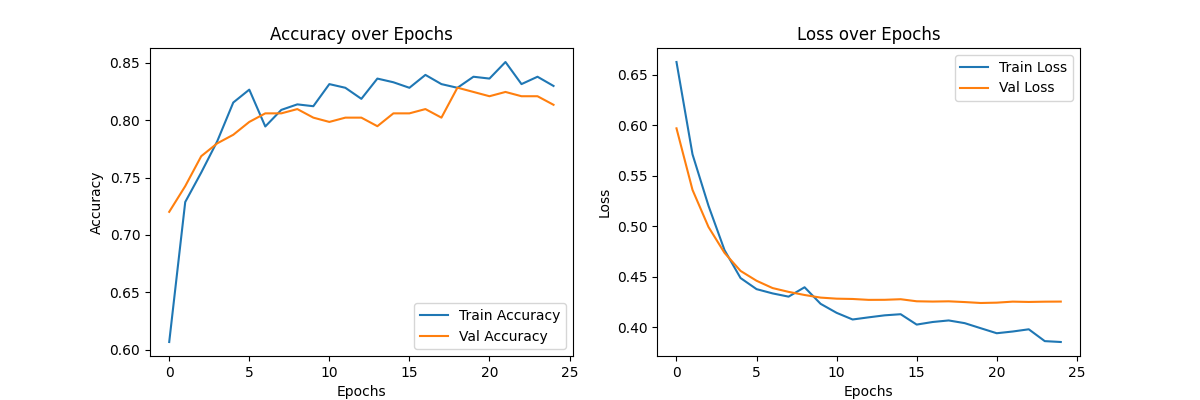 Accuracy over Epochs
0.85
0.80
0.75
0.70
0.65
0.60
Accuracy
0 5 10 15 20 25
Epochs
Train Accuracy
Val Accuracy
Loss over Epochs
0.65
0.60
0.55
0.50
0.45
0.40
Loss
0 5 10 15 20 25
Epochs
Train Loss
Val Loss